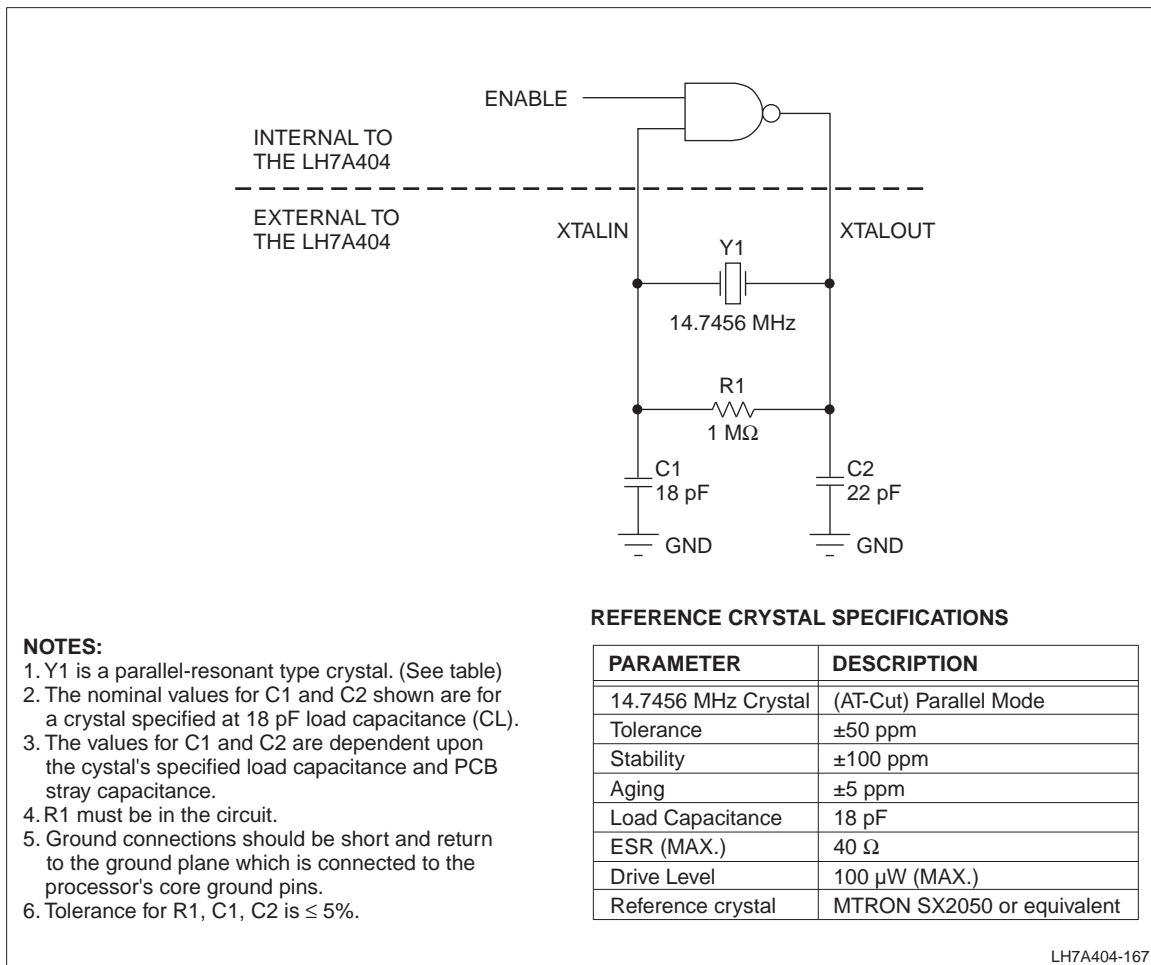 ENABLE
INTERNAL TO
THE LH7A404
EXTERNAL TO
THE LH7A404
XTALIN
XTALOUT
Y1
14.7456 MHz
R1
1 MΩ
C1
18 pF
C2
22 pF
GND
GND
NOTES:
1. Y1 is a parallel-resonant type crystal. (See table)
2. The nominal values for C1 and C2 shown are for
a crystal specified at 18 pF load capacitance (CL).
3. The values for C1 and C2 are dependent upon
the cystal's specified load capacitance and PCB
stray capacitance.
4. R1 must be in the circuit.
5. Ground connections should be short and return
to the ground plane which is connected to the
processor's core ground pins.
6. Tolerance for R1, C1, C2 is ≤ 5%.
REFERENCE CRYSTAL SPECIFICATIONS
PARAMETER DESCRIPTION
14.7456 MHz Crystal (AT-Cut) Parallel Mode
Tolerance ±50 ppm
Stability ±100 ppm
Aging ±5 ppm
Load Capacitance 18 pF
ESR (MAX.) 40 Ω
Drive Level 100 µW (MAX.)
Reference crystal MTRON SX2050 or equivalent
LH7A404-167